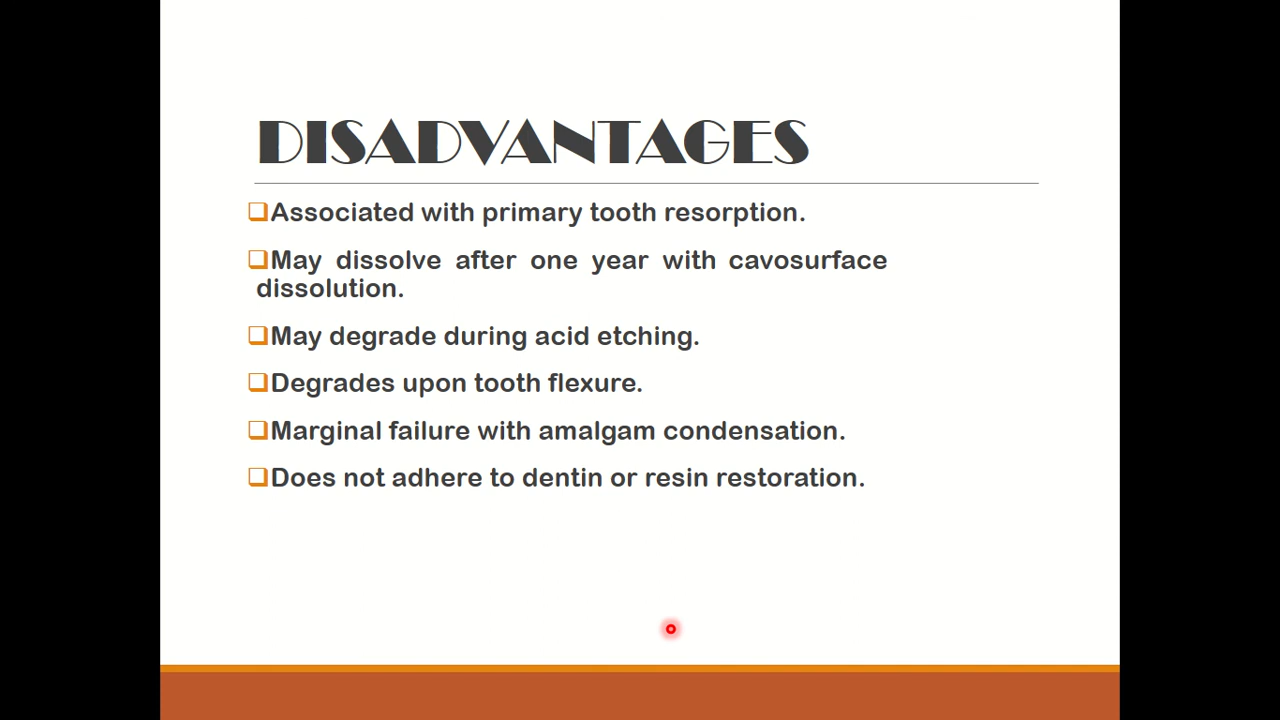 DISADVANTAGES
❑Associated with primary tooth resorption.
❑May dissolve after one year with cavosurface
dissolution.
❑May degrade during acid etching.
❑Degrades upon tooth flexure.
❑Marginal failure with amalgam condensation.
❑Does not adhere to dentin or resin restoration.